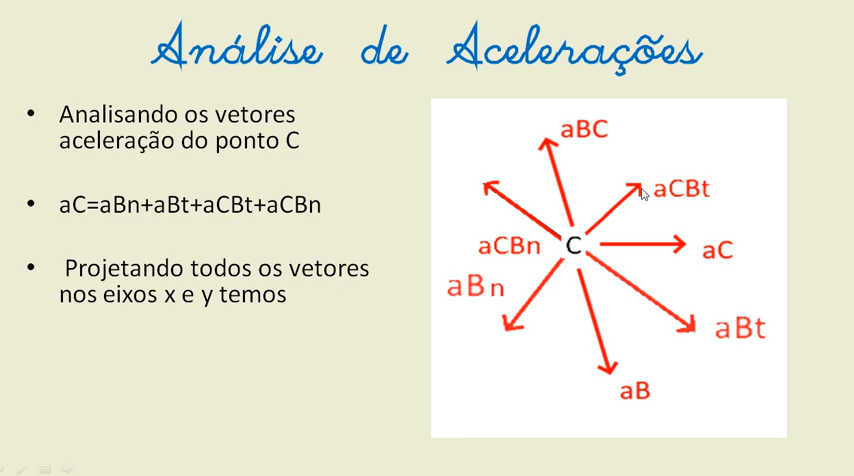 Análise de Acelerações
• Analisando os vetores
aceleração do ponto C
• aC=aBn+aBt+aCBt+aCBn
• Projetando todos os vetores
nos eixos x e y temos
aBC
aCBt
aCBn
C
aC
aBn
aBt
aB